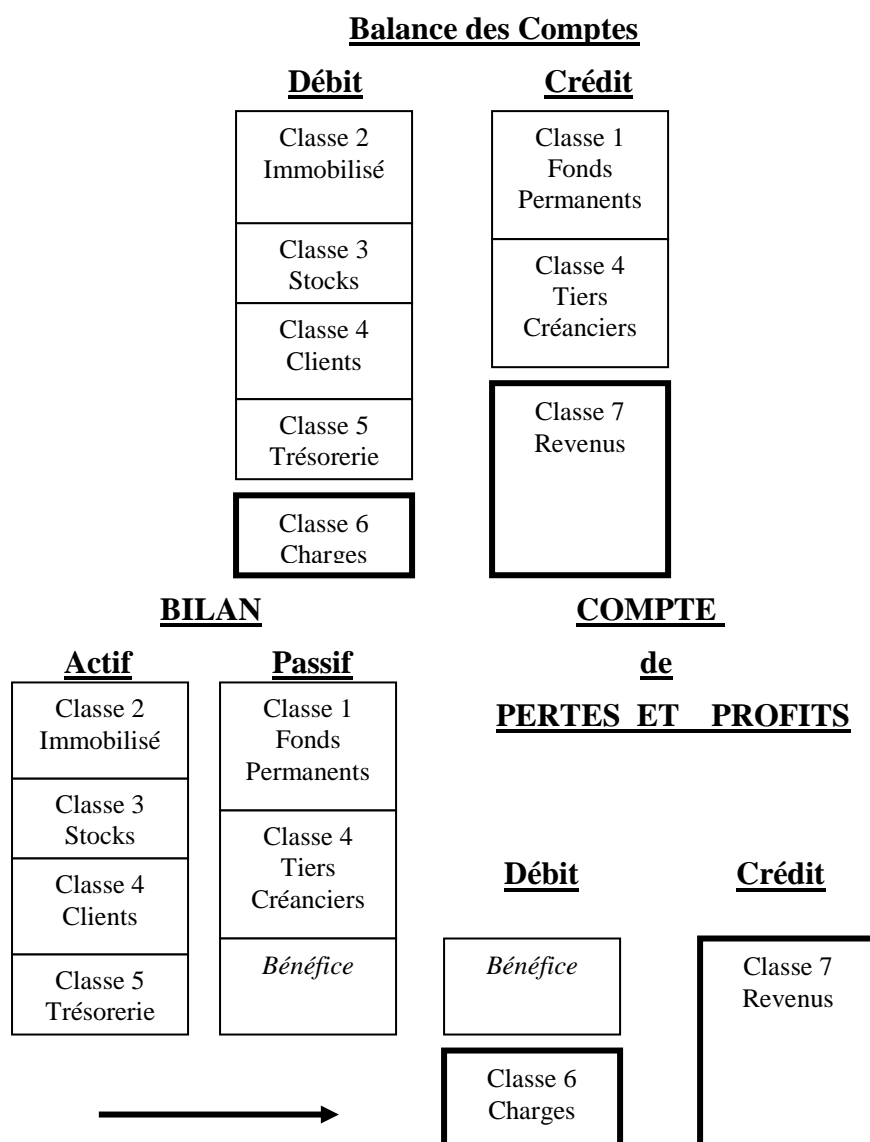 Balance des Comptes
Débit
Crédit
Classe 2
Immobilisé
Classe 3
Stocks
Classe 4
Clients
Classe 5
Trésorerie
Classe 6
Charges
Classe 1
Fonds
Permanents
Classe 4
Tiers
Créanciers
Classe 7
Revenus
BILAN
Actif
Passif
Classe 2
Immobilisé
Classe 3
Stocks
Classe 4
Clients
Classe 5
Trésorerie
Classe 1
Fonds
Permanents
Classe 4
Tiers
Créanciers
Bénéfice
COMPTE
de
PERTES ET PROFITS
Débit
Crédit
Bénéfice
Classe 6
Charges
Classe 7
Revenus